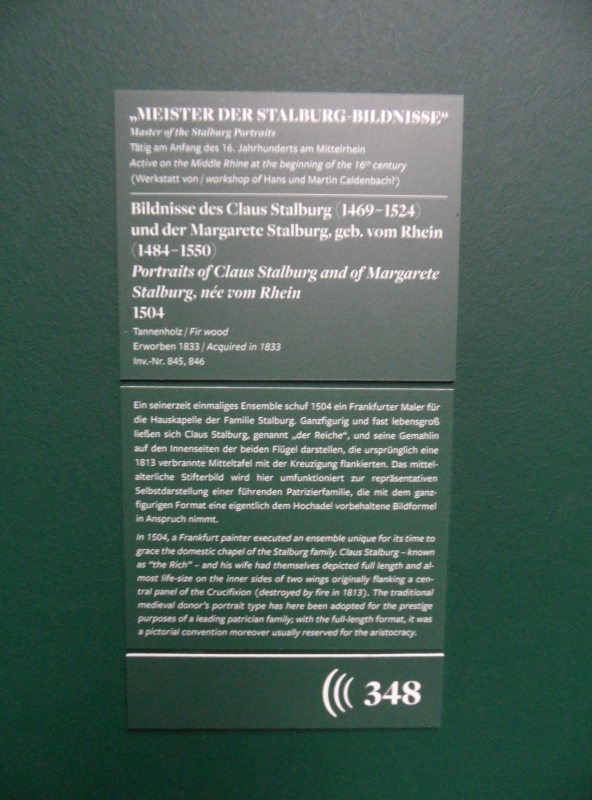 „MEISTER DER STALBURG-BILDNISSE“
Master of the Stalburg Portraits
Tätig am Anfang des 16. Jahrhunderts am Mittelrhein
Active on the Middle Rhine at the beginning of the 16th century
(Werkstatt von / workshop of Hans und Martin Caldenbach?)
Bildnisse des Claus Stalburg (1469–1524)
und der Margarete Stalburg, geb. vom Rhein
(1484–1550)
Portraits of Claus Stalburg and of Margarete
Stalburg, née vom Rhein
1504
Tannenholz / Fir wood
Erworben 1833 / Acquired in 1833
Inv.-Nr. 845, 846
Ein seinerzeit einmaliges Ensemble schuf 1504 ein Frankfurter Maler für
die Hauskapelle der Familie Stalburg. Ganzfigurig und fast lebensgroß
ließen sich Claus Stalburg, genannt „der Reiche“, und seine Gemahlin
auf den Innenseiten der beiden Flügel darstellen, die ursprünglich eine
1813 verbrannte Mitteltafel mit der Kreuzigung flankierten. Das mittel-
alterliche Stifterbild wird hier umfunktioniert zur repräsentativen
Selbstdarstellung einer führenden Patrizierfamilie, die mit dem ganz-
figurigen Format eine eigentlich dem Hochadel vorbehaltene Bildformel
in Anspruch nimmt.
In 1504, a Frankfurt painter executed an ensemble unique for its time to
grace the domestic chapel of the Stalburg family. Claus Stalburg – known
as “the Rich” – and his wife had themselves depicted full length and al-
most life-size on the inner sides of two wings originally flanking a cen-
tral panel of the Crucifixion (destroyed by fire in 1813). The traditional
medieval donor's portrait type has here been adopted for the prestige
purposes of a leading patrician family; with the full-length format, it was
a pictorial convention moreover usually reserved for the aristocracy.
348